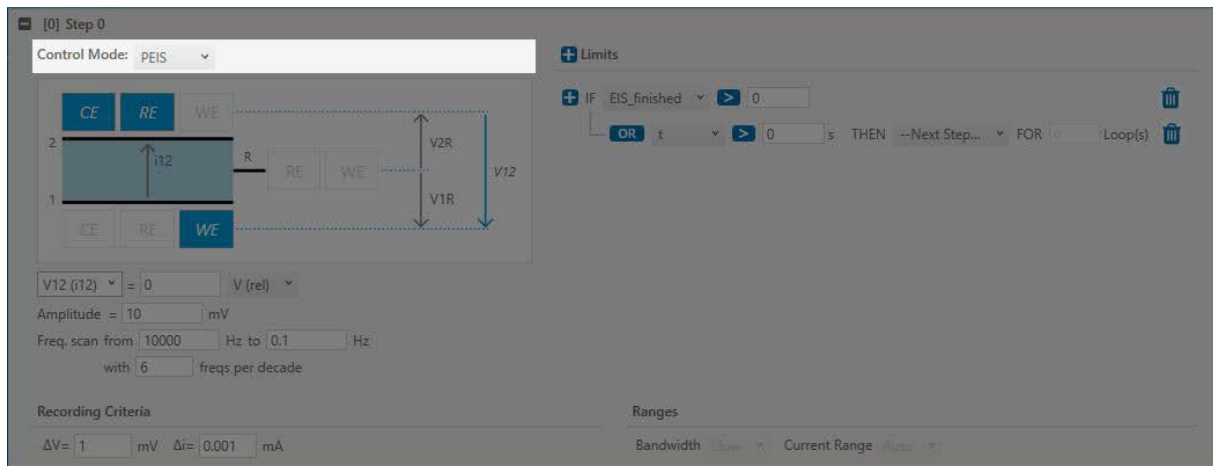 [0] Step 0
Control Mode: PEIS
Limits
IF EIS_finished > 0
OR t > 0 s THEN --Next Step... FOR 0 Loop(s)
CE RE WE
2
i12
R
RE WE
V2R
V12
1
V1R
CE RE WE
V12 (i12) = 0 V (rel)
Amplitude = 10 mV
Freq. scan from 10000 Hz to 0.1 Hz
with 6 freqs per decade
Recording Criteria
Ranges
ΔV= 1 mV Δi= 0.001 mA
Bandwidth Slow Current Range Auto